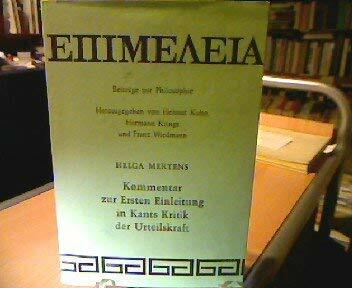 ΕΠΙΜΕΛΕΙΑ
Beiträge zur Philosophie
Herausgegeben von Helmut Kuhn,
Hermann Krings
und Franz Wiedmann
HELGA MERTENS
Kommentar
zur Ersten Einleitung
in Kants Kritik
der Urteilskraft